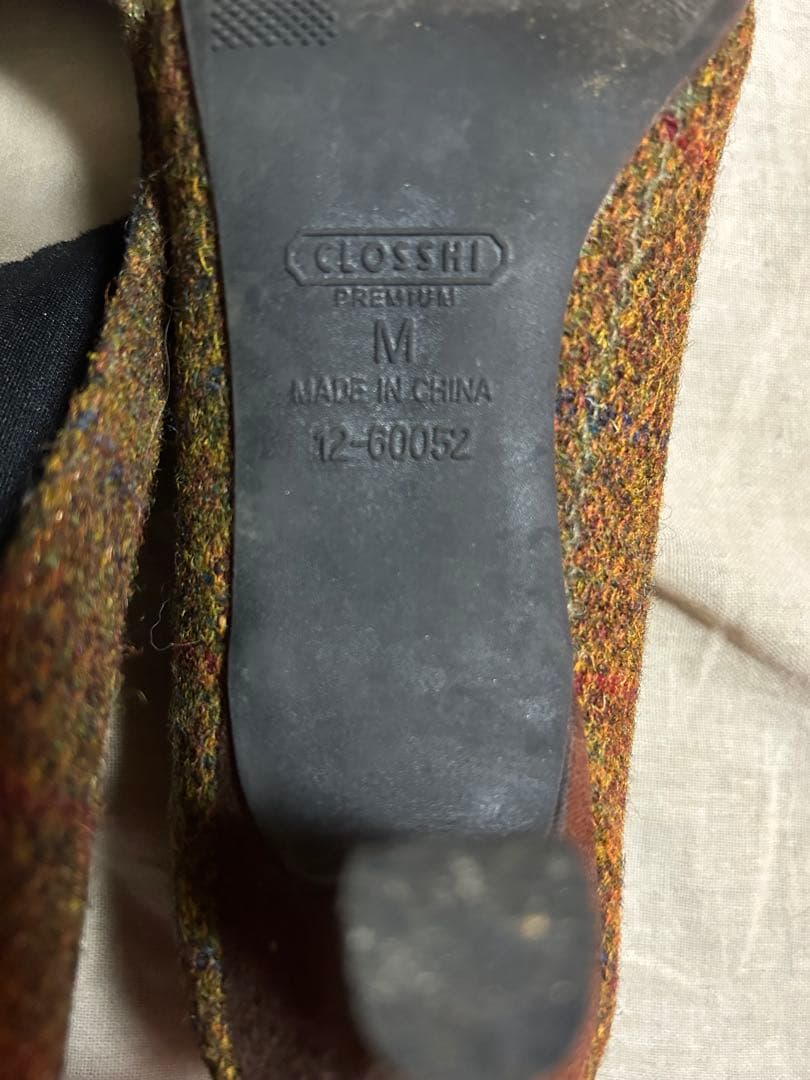 CLOSSHI
PREMIUM
M
MADE IN CHINA
12-60052